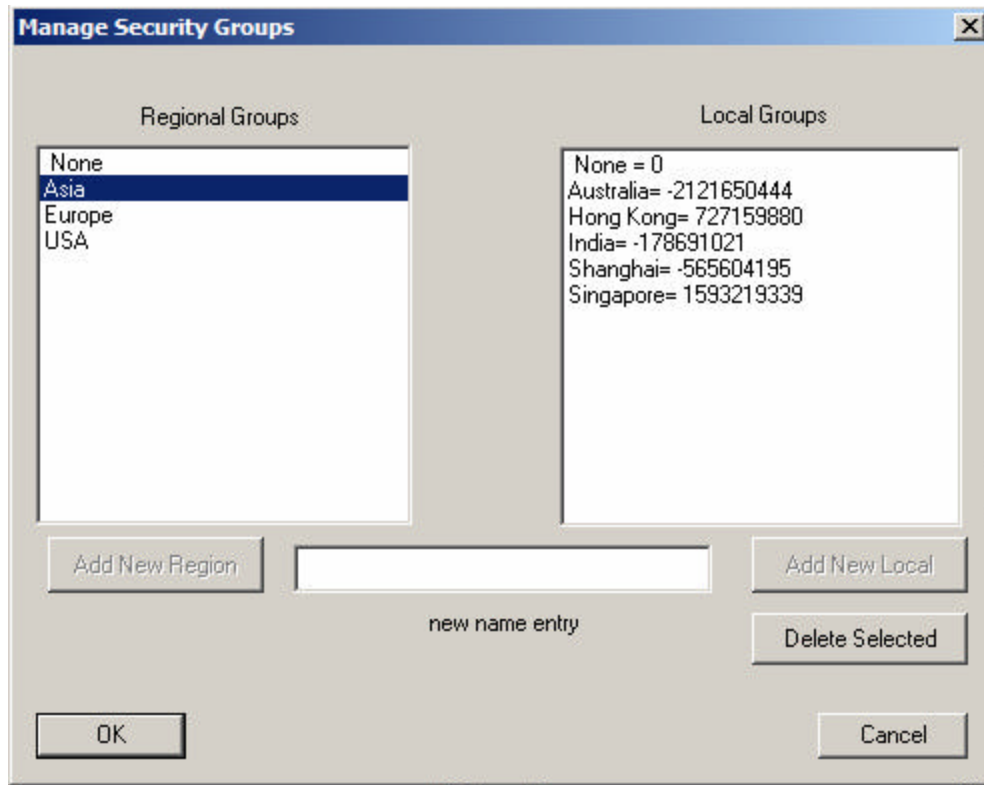 Manage Security Groups
Regional Groups
None
Asia
Europe
USA
Local Groups
None = 0
Australia= -2121650444
Hong Kong= 727159880
India= -178691021
Shanghai= -565604195
Singapore= 1593219339
Add New Region
new name entry
Add New Local
Delete Selected
OK
Cancel